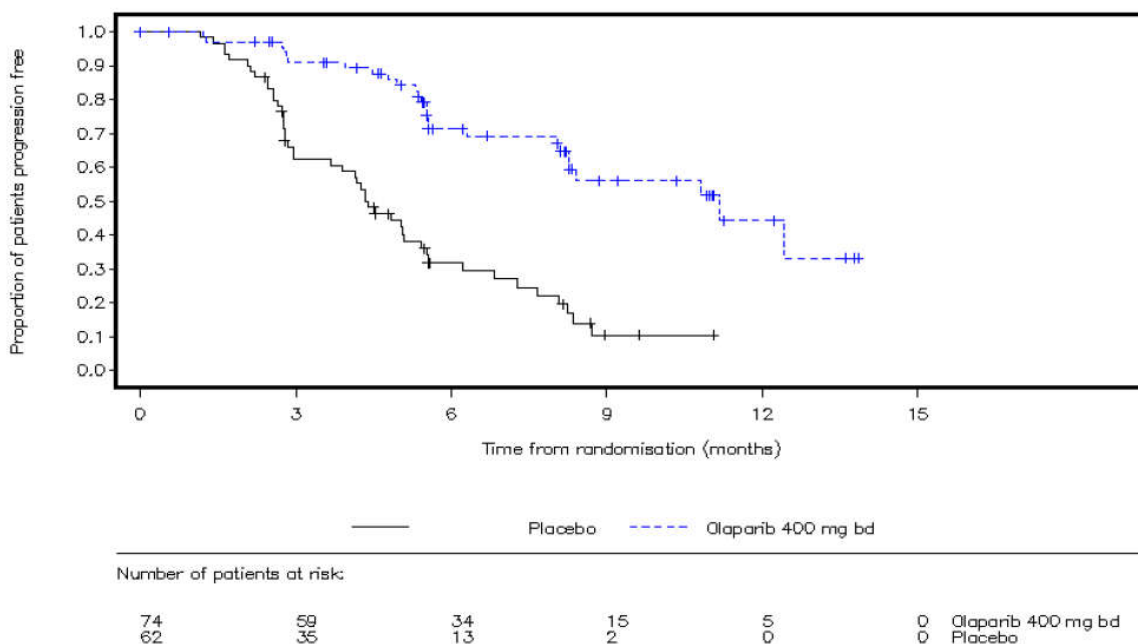 Proportion of patients progression free
1.0
0.9
0.8
0.7
0.6
0.5
0.4
0.3
0.2
0.1
0.0
0 3 6 9 12 15
Time from randomisation (months)
Placebo Olaparib 400 mg bd
Number of patients at risk:
74 59 34 15 5 0 Olaparib 400 mg bd
62 35 13 2 0 0 Placebo